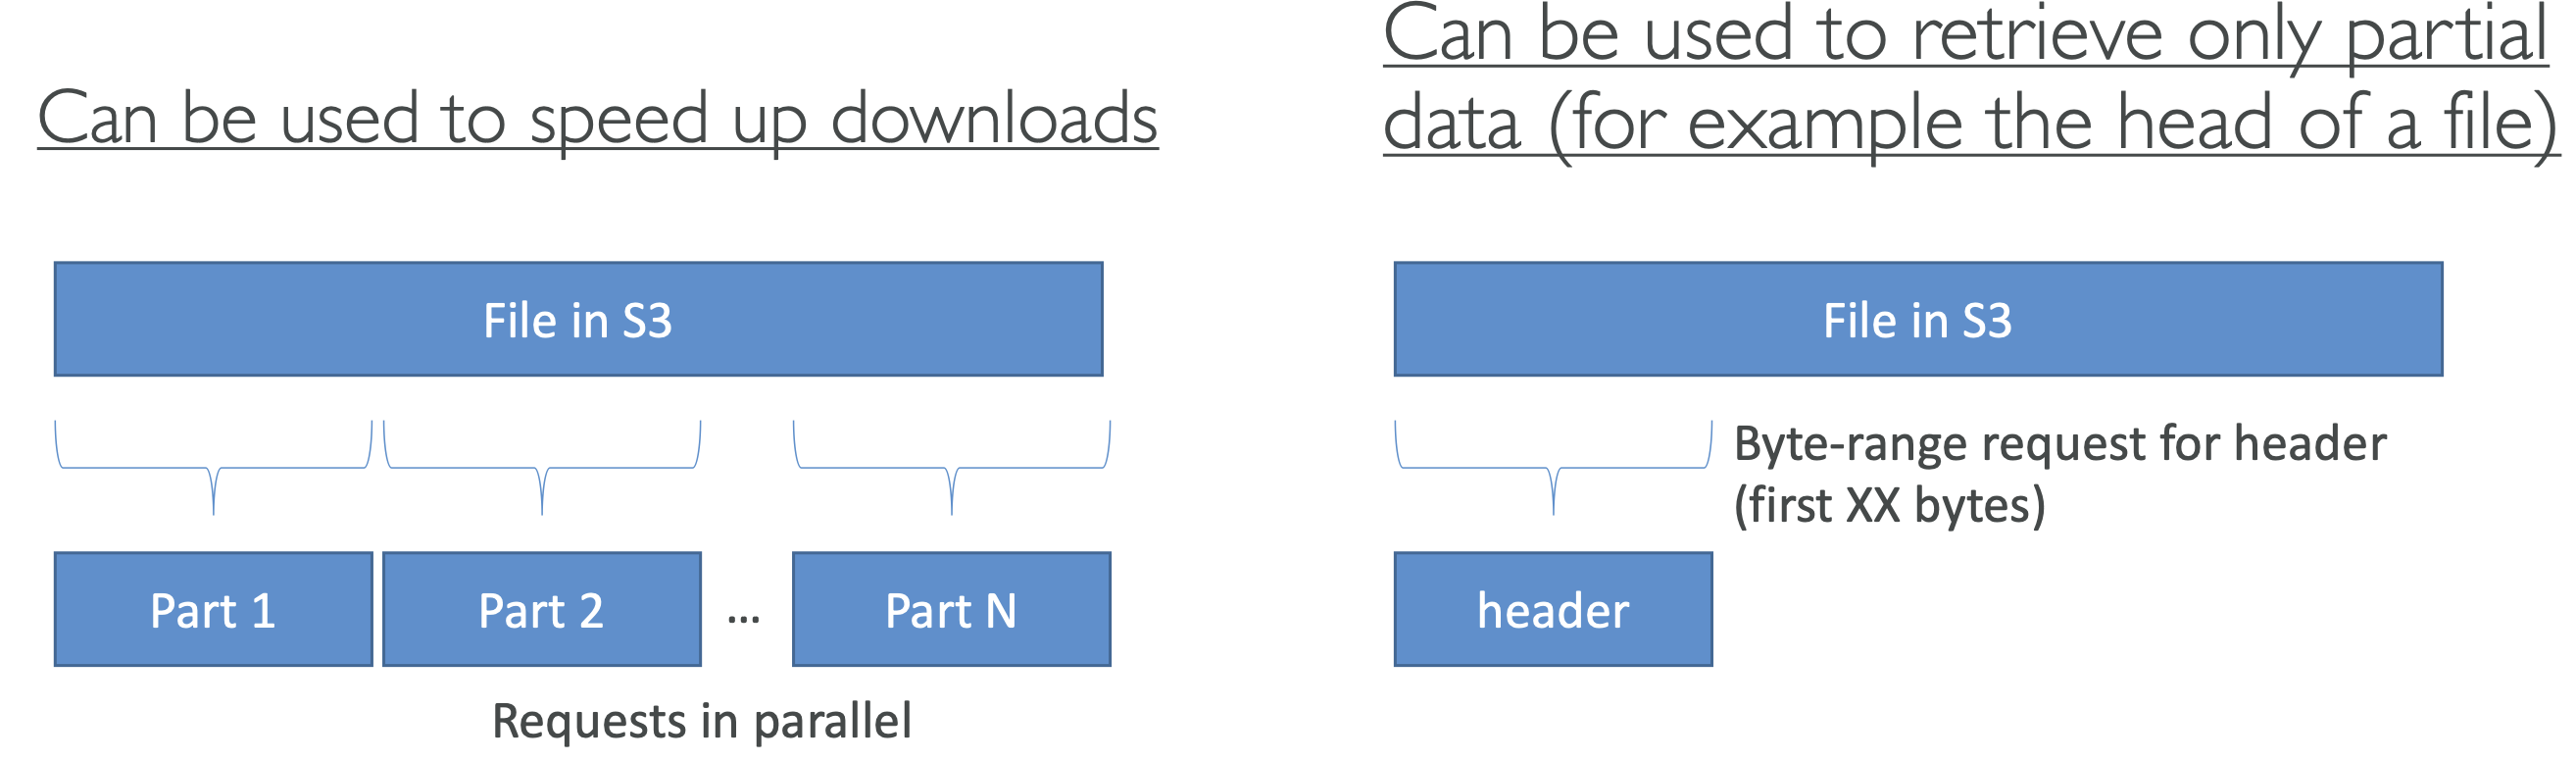 Can be used to speed up downloads
File in S3
Part 1
Part 2
...
Part N
Requests in parallel
Can be used to retrieve only partial
data (for example the head of a file)
File in S3
Byte-range request for header
(first XX bytes)
header